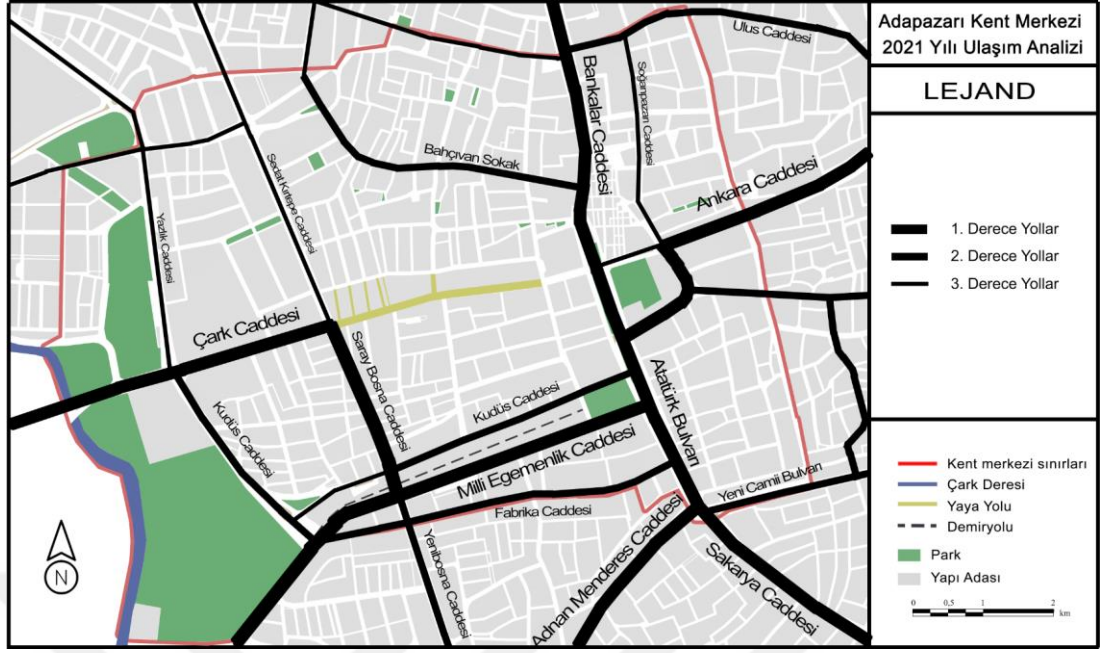 Adapazarı Kent Merkezi
2021 Yılı Ulaşım Analizi
LEJAND
1. Derece Yollar
2. Derece Yollar
3. Derece Yollar
Kent merkezi sınırları
Çark Deresi
Yaya Yolu
Demiryolu
Park
Yapı Adası
0 0,5 1 2
km
N
Ulus Caddesi
Bankalar Caddesi
Soğanpazarı Caddesi
Bahçıvan Sokak
Sedat Kırtepe Caddesi
Ankara Caddesi
Yazlık Caddesi
Çark Caddesi
Saray Bosna Caddesi
Kudüs Caddesi
Kudüs Caddesi
Atatürk Bulvarı
Milli Egemenlik Caddesi
Fabrika Caddesi
Yeni Camii Bulvarı
Yenibosna Caddesi
Adnan Menderes Caddesi
Sakarya Caddesi